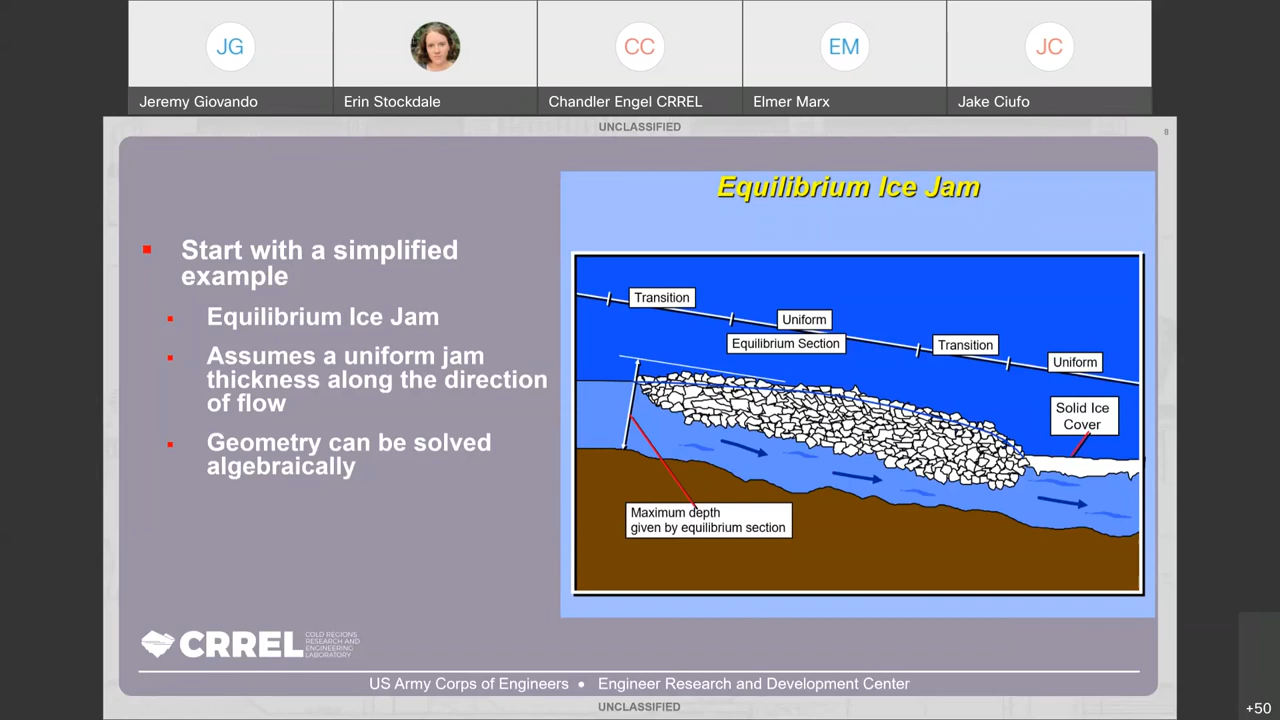 JG
CC
EM
JC
Jeremy Giovando
Erin Stockdale
Chandler Engel CRREL
Elmer Marx
Jake Ciufo
UNCLASSIFIED
8
Start with a simplified
example
Equilibrium Ice Jam
Assumes a uniform jam
thickness along the direction
of flow
Geometry can be solved
algebraically
Equilibrium Ice Jam
Transition
Uniform
Equilibrium Section
Transition
Uniform
Solid Ice
Cover
Maximum depth
given by equilibrium section
CRREL
COLD REGIONS
RESEARCH AND
ENGINEERING
LABORATORY
US Army Corps of Engineers • Engineer Research and Development Center
UNCLASSIFIED
+50